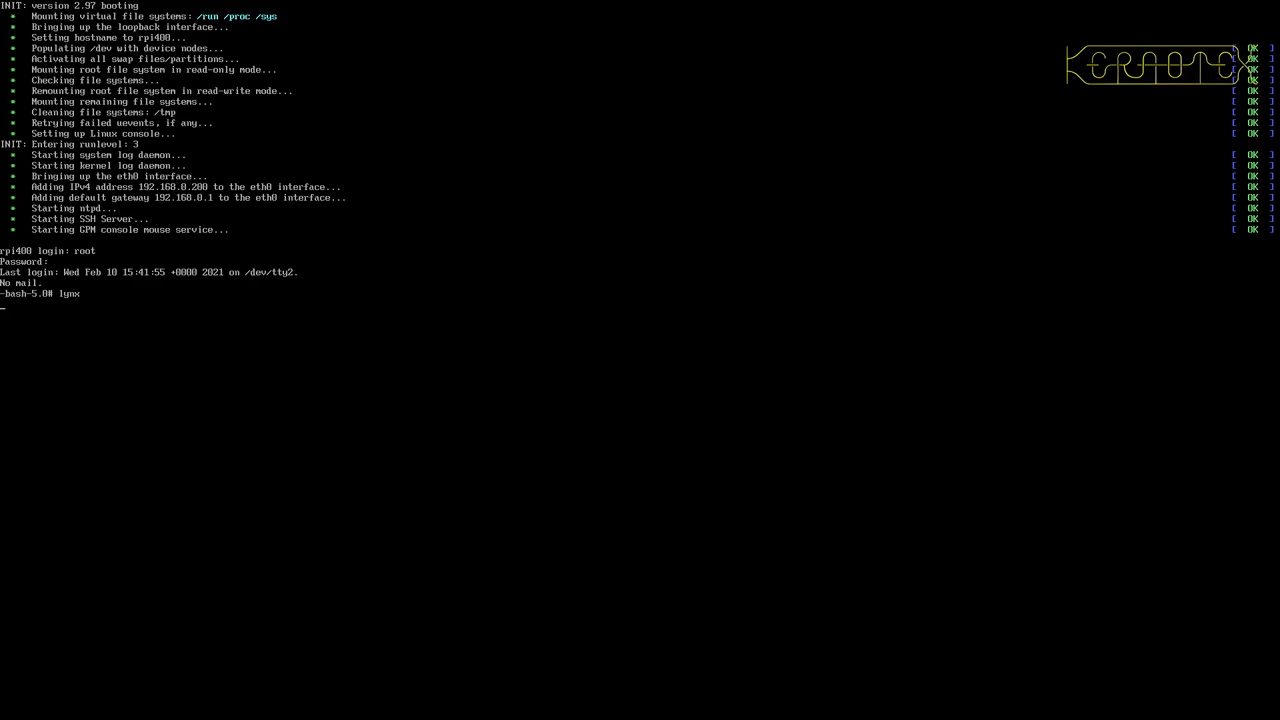 INIT: version 2.97 booting
* Mounting virtual file systems: /run /proc /sys
* Bringing up the loopback interface...
* Setting hostname to rpi400...
* Populating /dev with device nodes... [ OK ]
* Activating all swap files/partitions... [ OK ]
* Mounting root file system in read-only mode... [ OK ]
* Checking file systems... [ OK ]
* Remounting root file system in read-write mode... [ OK ]
* Mounting remaining file systems... [ OK ]
* Cleaning file systems: /tmp [ OK ]
* Retrying failed uevents, if any... [ OK ]
* Setting up Linux console... [ OK ]
INIT: Entering runlevel: 3
* Starting system log daemon... [ OK ]
* Starting kernel log daemon... [ OK ]
* Bringing up the eth0 interface... [ OK ]
* Adding IPv4 address 192.168.0.200 to the eth0 interface... [ OK ]
* Adding default gateway 192.168.0.1 to the eth0 interface... [ OK ]
* Starting ntpd... [ OK ]
* Starting SSH Server... [ OK ]
* Starting GPM console mouse service... [ OK ]
rpi400 login: root
Password:
Last login: Wed Feb 10 15:41:55 +0000 2021 on /dev/tty2.
No mail.
-bash-5.0# lynx
_